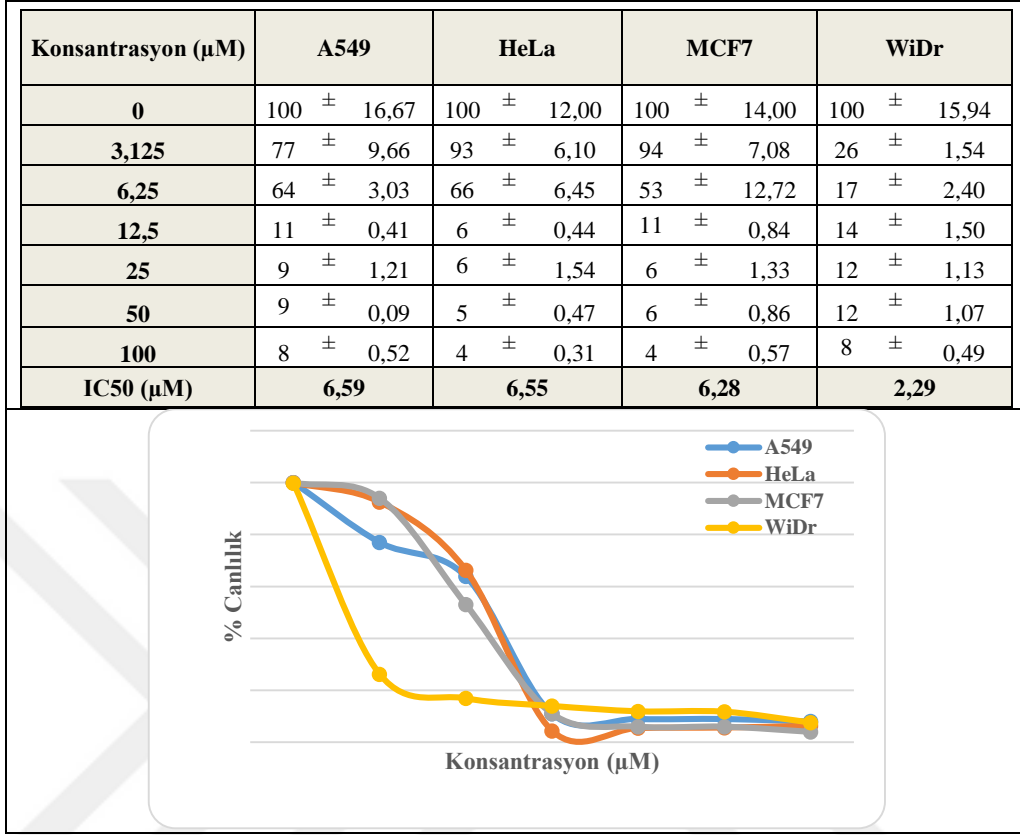 Konsantrasyon (µM) A549 HeLa MCF7 WiDr
0 100 ± 16,67 100 ± 12,00 100 ± 14,00 100 ± 15,94
3,125 77 ± 9,66 93 ± 6,10 94 ± 7,08 26 ± 1,54
6,25 64 ± 3,03 66 ± 6,45 53 ± 12,72 17 ± 2,40
12,5 11 ± 0,41 6 ± 0,44 11 ± 0,84 14 ± 1,50
25 9 ± 1,21 6 ± 1,54 6 ± 1,33 12 ± 1,13
50 9 ± 0,09 5 ± 0,47 6 ± 0,86 12 ± 1,07
100 8 ± 0,52 4 ± 0,31 4 ± 0,57 8 ± 0,49
IC50 (µM) 6,59 6,55 6,28 2,29
A549
HeLa
MCF7
WiDr
% Canlılık
Konsantrasyon (µM)